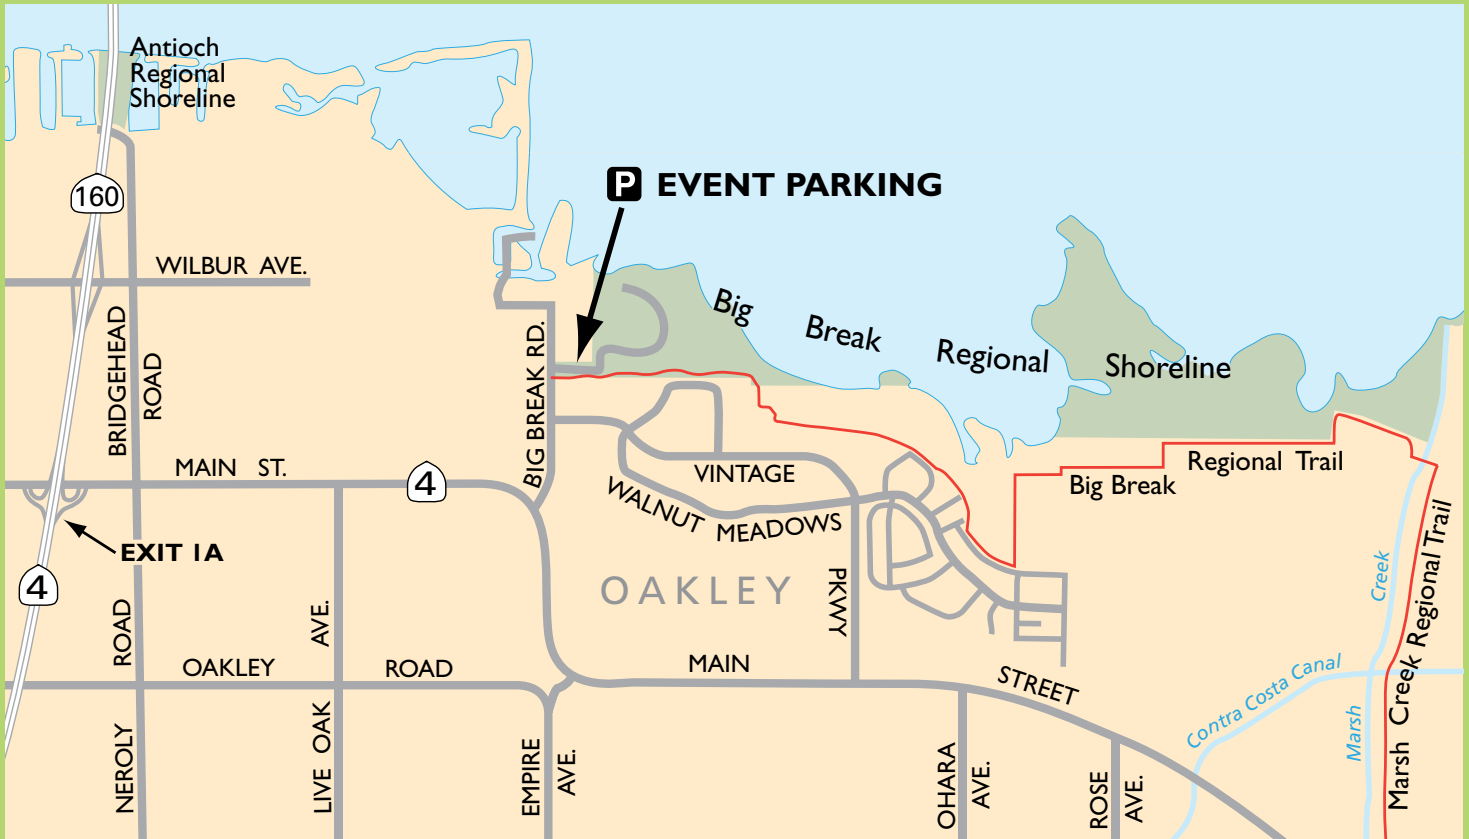 Antioch
Regional
Shoreline
160
P EVENT PARKING
WILBUR AVE.
BRIDGEHEAD
ROAD
BIG BREAK RD.
Big Break Regional Shoreline
MAIN ST.
4
VINTAGE
WALNUT MEADOWS
PKWY
Big Break
Regional Trail
EXIT 1A
4
OAKLEY
NEROLY ROAD
LIVE OAK AVE.
OAKLEY ROAD
MAIN STREET
EMPIRE
AVE.
OHARA
AVE.
ROSE
AVE.
Contra Costa Canal
Marsh Creek
Marsh Creek Regional Trail